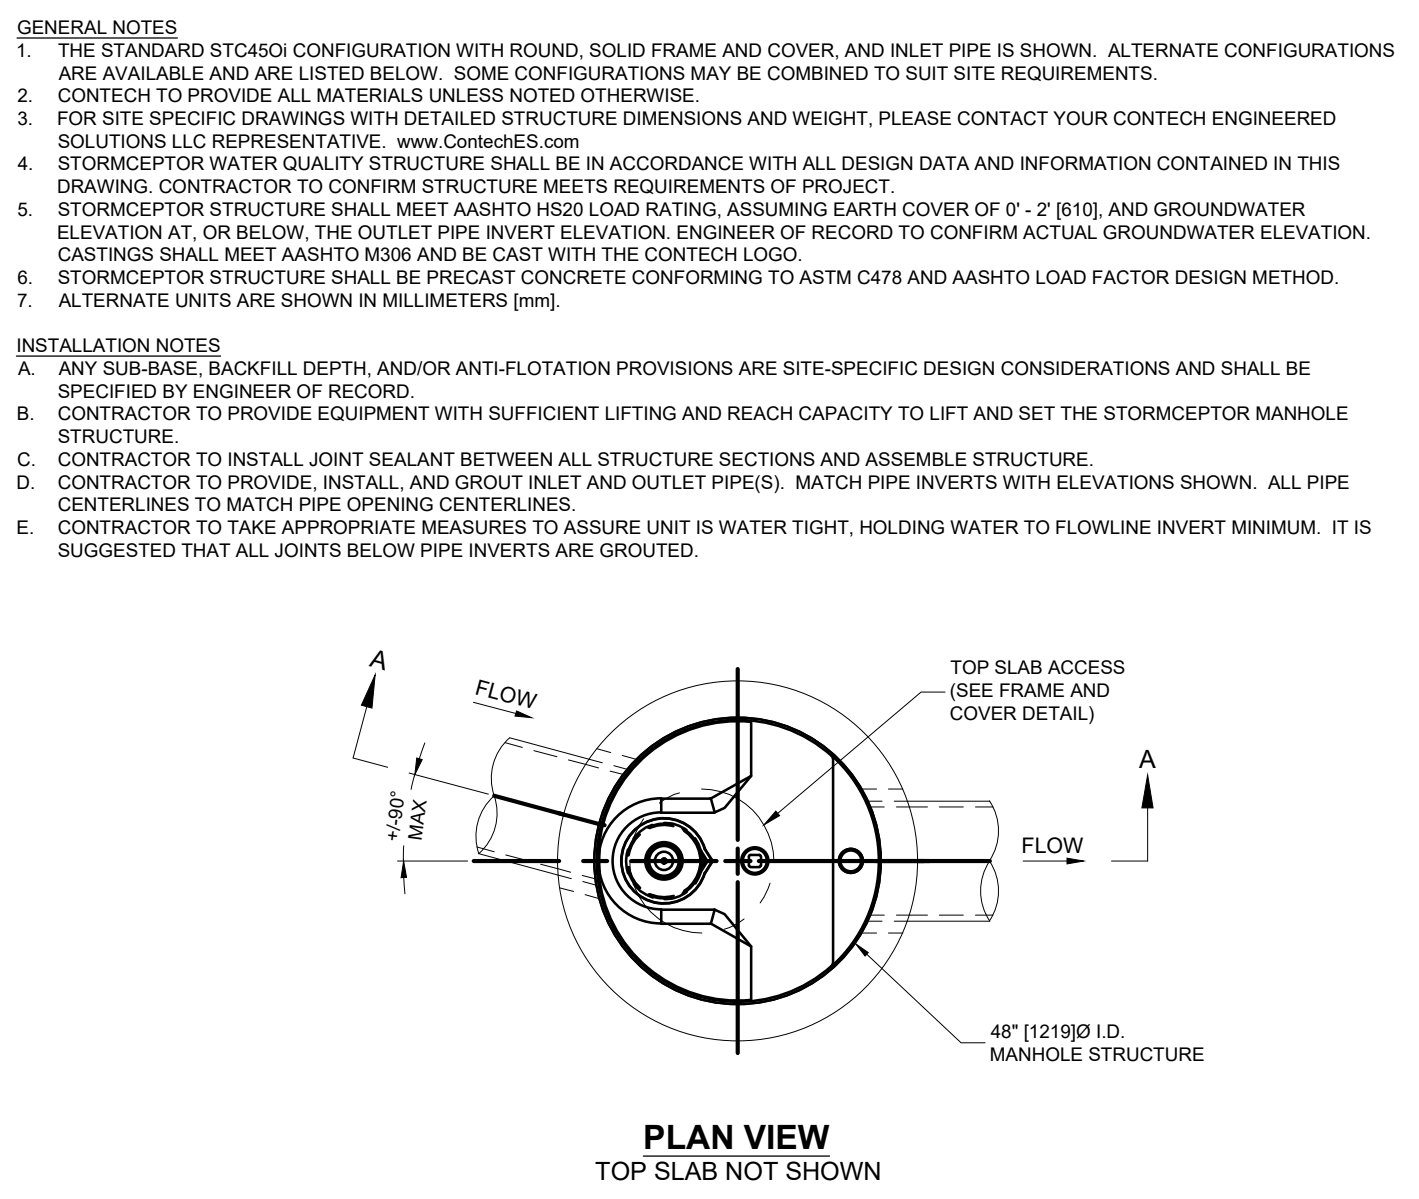 GENERAL NOTES
1. THE STANDARD STC45Oi CONFIGURATION WITH ROUND, SOLID FRAME AND COVER, AND INLET PIPE IS SHOWN. ALTERNATE CONFIGURATIONS
ARE AVAILABLE AND ARE LISTED BELOW. SOME CONFIGURATIONS MAY BE COMBINED TO SUIT SITE REQUIREMENTS.
2. CONTECH TO PROVIDE ALL MATERIALS UNLESS NOTED OTHERWISE.
3. FOR SITE SPECIFIC DRAWINGS WITH DETAILED STRUCTURE DIMENSIONS AND WEIGHT, PLEASE CONTACT YOUR CONTECH ENGINEERED
SOLUTIONS LLC REPRESENTATIVE. www.ContechES.com
4. STORMCEPTOR WATER QUALITY STRUCTURE SHALL BE IN ACCORDANCE WITH ALL DESIGN DATA AND INFORMATION CONTAINED IN THIS
DRAWING. CONTRACTOR TO CONFIRM STRUCTURE MEETS REQUIREMENTS OF PROJECT.
5. STORMCEPTOR STRUCTURE SHALL MEET AASHTO HS20 LOAD RATING, ASSUMING EARTH COVER OF 0' - 2' [610], AND GROUNDWATER
ELEVATION AT, OR BELOW, THE OUTLET PIPE INVERT ELEVATION. ENGINEER OF RECORD TO CONFIRM ACTUAL GROUNDWATER ELEVATION.
CASTINGS SHALL MEET AASHTO M306 AND BE CAST WITH THE CONTECH LOGO.
6. STORMCEPTOR STRUCTURE SHALL BE PRECAST CONCRETE CONFORMING TO ASTM C478 AND AASHTO LOAD FACTOR DESIGN METHOD.
7. ALTERNATE UNITS ARE SHOWN IN MILLIMETERS [mm].
INSTALLATION NOTES
A. ANY SUB-BASE, BACKFILL DEPTH, AND/OR ANTI-FLOTATION PROVISIONS ARE SITE-SPECIFIC DESIGN CONSIDERATIONS AND SHALL BE
SPECIFIED BY ENGINEER OF RECORD.
B. CONTRACTOR TO PROVIDE EQUIPMENT WITH SUFFICIENT LIFTING AND REACH CAPACITY TO LIFT AND SET THE STORMCEPTOR MANHOLE
STRUCTURE.
C. CONTRACTOR TO INSTALL JOINT SEALANT BETWEEN ALL STRUCTURE SECTIONS AND ASSEMBLE STRUCTURE.
D. CONTRACTOR TO PROVIDE, INSTALL, AND GROUT INLET AND OUTLET PIPE(S). MATCH PIPE INVERTS WITH ELEVATIONS SHOWN. ALL PIPE
CENTERLINES TO MATCH PIPE OPENING CENTERLINES.
E. CONTRACTOR TO TAKE APPROPRIATE MEASURES TO ASSURE UNIT IS WATER TIGHT, HOLDING WATER TO FLOWLINE INVERT MINIMUM. IT IS
SUGGESTED THAT ALL JOINTS BELOW PIPE INVERTS ARE GROUTED.
A
FLOW
TOP SLAB ACCESS
(SEE FRAME AND
COVER DETAIL)
A
+/-90°
MAX
FLOW
48" [1219]Ø I.D.
MANHOLE STRUCTURE
PLAN VIEW
TOP SLAB NOT SHOWN